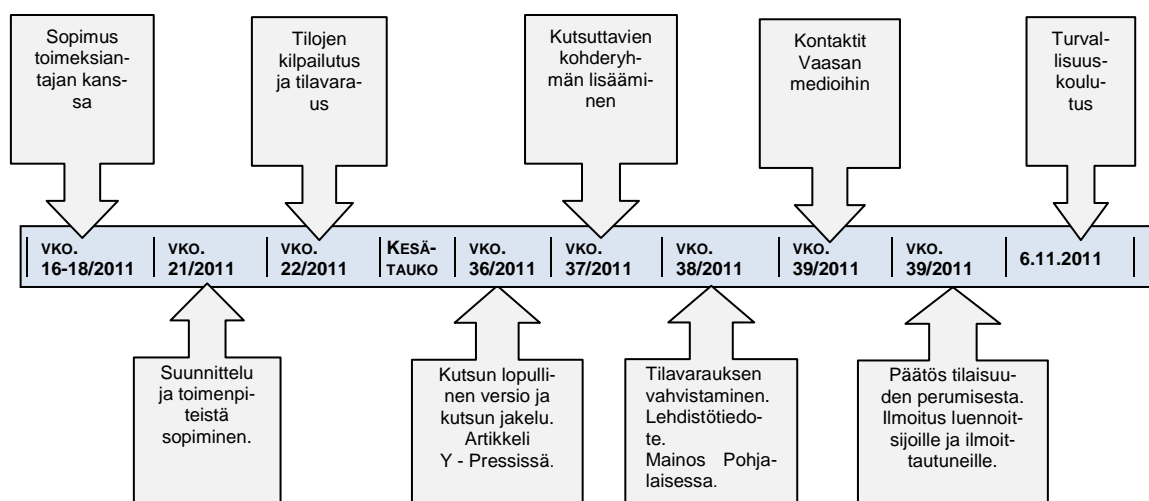 Sopimus
toimeksian-
tajan kans-
sa
Tilojen
kilpailutus
ja tilavara-
us
Kutsuttavien
kohderyh-
män lisäämi-
nen
Kontaktit
Vaasan
medioihin
Turval-
lisuus-
koulu-
tus
VKO.
16-18/2011
VKO.
21/2011
VKO.
22/2011
KESÄ-
TAUKO
VKO.
36/2011
VKO.
37/2011
VKO.
38/2011
VKO.
39/2011
VKO.
39/2011
6.11.2011
Suunnittelu
ja toimenpi-
teistä
sopiminen.
Kutsun lopulli-
nen versio ja
kutsun jakelu.
Artikkeli
Y - Pressissä.
Tilavarauksen
vahvistaminen.
Lehdistötiedo-
te.
Mainos Pohja-
laisessa.
Päätös tilaisuu-
den perumisesta.
Ilmoitus luennoit-
sijoille ja ilmoit-
tautuneille.